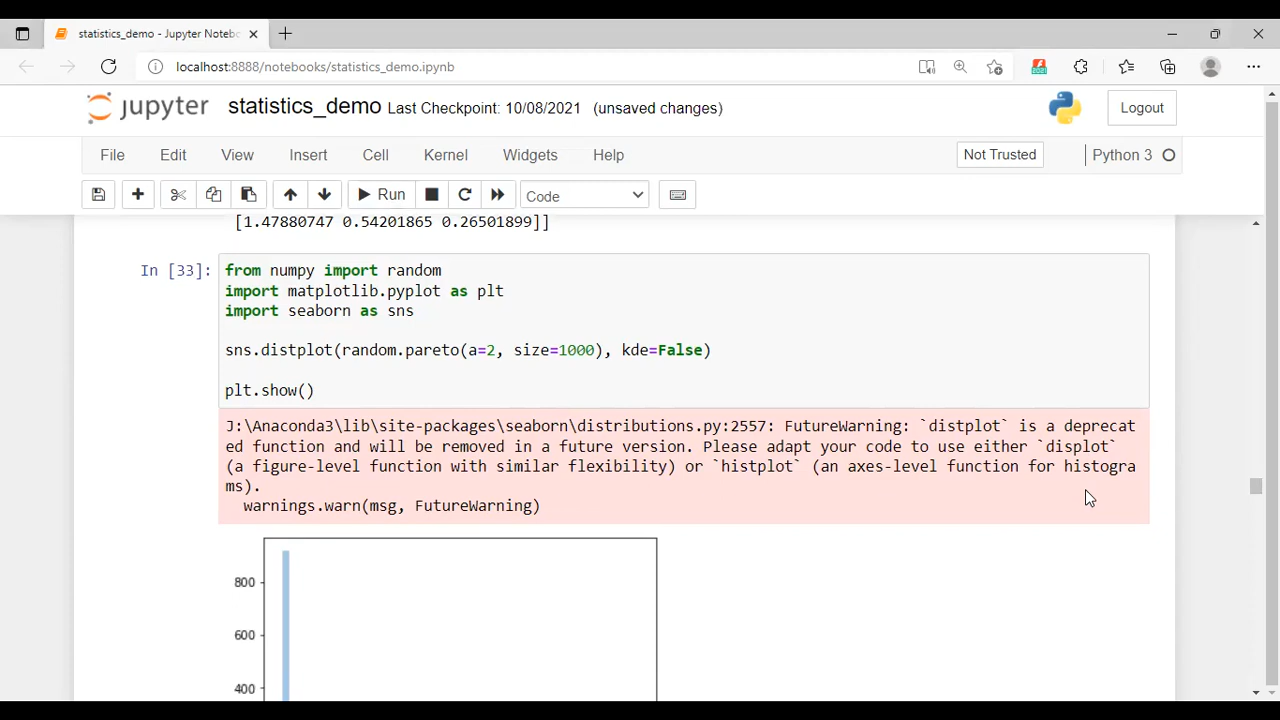 statistics_demo - Jupyter Notebo
localhost:8888/notebooks/statistics_demo.ipynb
jupyter statistics_demo Last Checkpoint: 10/08/2021 (unsaved changes) Logout
File Edit View Insert Cell Kernel Widgets Help Not Trusted Python 3
Run Code
[1.47880747 0.54201865 0.26501899]]
In [33]: from numpy import random
import matplotlib.pyplot as plt
import seaborn as sns
sns.distplot(random.pareto(a=2, size=1000), kde=False)
plt.show()
J:\Anaconda3\lib\site-packages\seaborn\distributions.py:2557: FutureWarning: `distplot` is a deprecat
ed function and will be removed in a future version. Please adapt your code to use either `displot`
(a figure-level function with similar flexibility) or `histplot` (an axes-level function for histogra
ms).
warnings.warn(msg, FutureWarning)
800
600
400